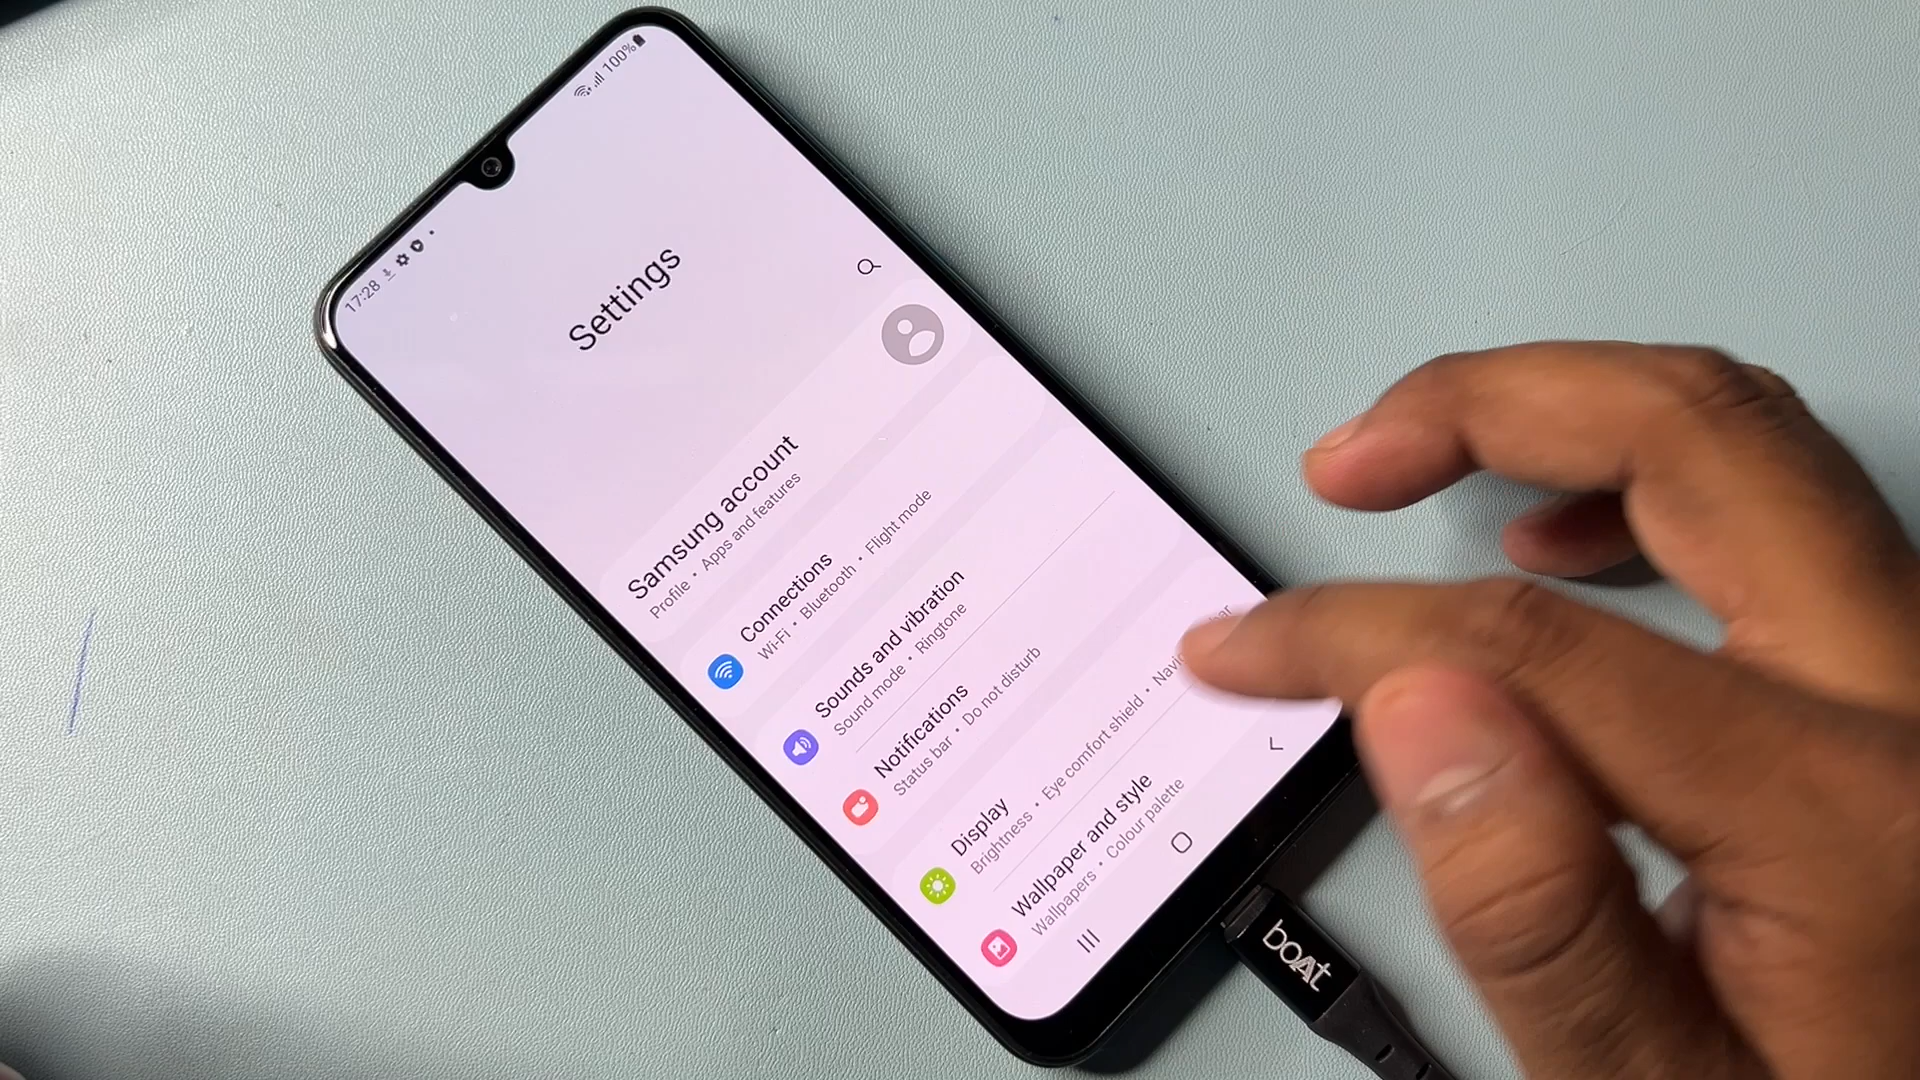 17:28
100%
Settings
Samsung account
Profile • Apps and features
Connections
Wi-Fi • Bluetooth • Flight mode
Sounds and vibration
Sound mode • Ringtone
Notifications
Status bar • Do not disturb
Display
Brightness • Eye comfort shield • bar
Wallpaper and style
Wallpapers • Colour palette
boAt